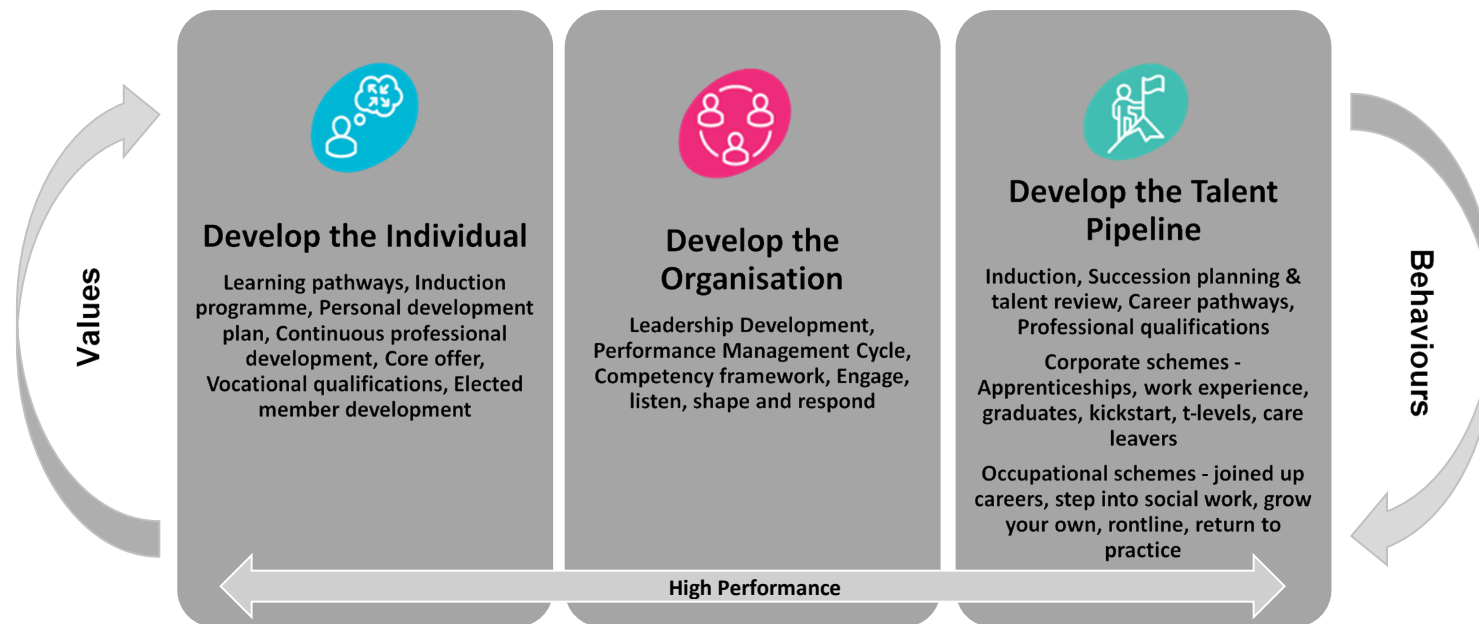 Values
Develop the Individual
Learning pathways, Induction
programme, Personal development
plan, Continuous professional
development, Core offer,
Vocational qualifications, Elected
member development
Develop the
Organisation
Leadership Development,
Performance Management Cycle,
Competency framework, Engage,
listen, shape and respond
Develop the Talent
Pipeline
Induction, Succession planning &
talent review, Career pathways,
Professional qualifications
Corporate schemes -
Apprenticeships, work experience,
graduates, kickstart, t-levels, care
leavers
Occupational schemes - joined up
careers, step into social work, grow
your own, rontline, return to
practice
Behaviours
High Performance